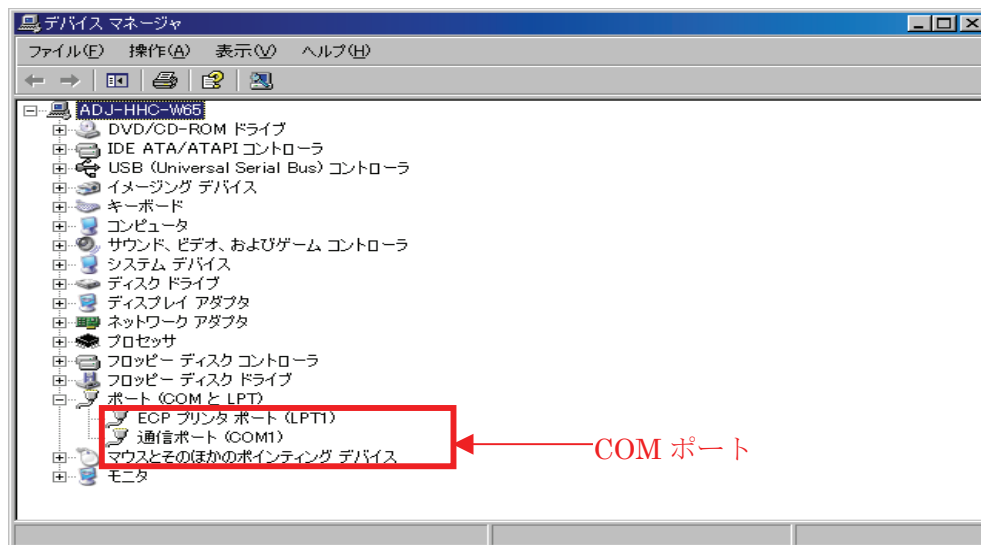 デバイス マネージャ
ファイル(F) 操作(A) 表示(V) ヘルプ(H)
ADJ-HHC-W65
DVD/CD-ROM ドライブ
IDE ATA/ATAPI コントローラ
USB (Universal Serial Bus) コントローラ
イメージング デバイス
キーボード
コンピュータ
サウンド、ビデオ、およびゲーム コントローラ
システム デバイス
ディスク ドライブ
ディスプレイ アダプタ
ネットワーク アダプタ
プロセッサ
フロッピー ディスク コントローラ
フロッピー ディスク ドライブ
ポート (COM と LPT)
ECP プリンタ ポート (LPT1)
通信ポート (COM1)
COM ポート
マウスとそのほかのポインティング デバイス
モニタ